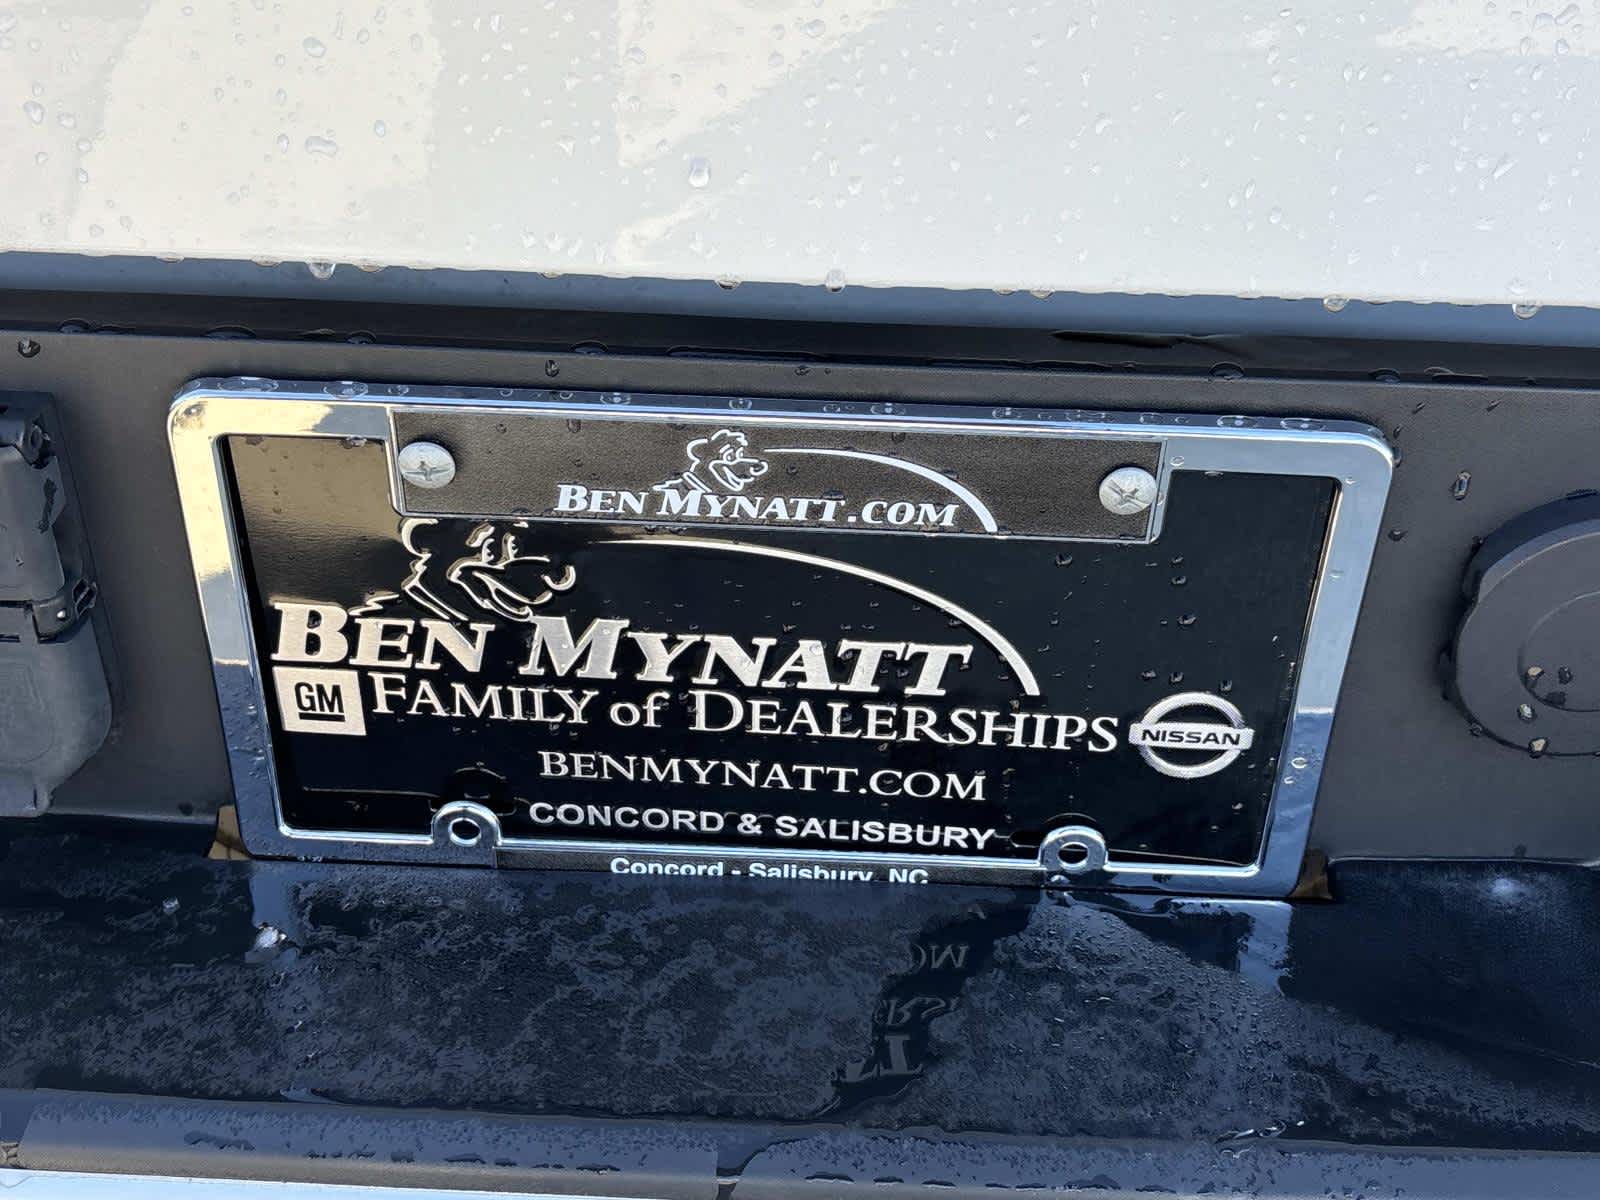 BEN MYNATT.COM
BEN MYNATT
GM FAMILY of DEALERSHIPS NISSAN
BENMYNATT.COM
CONCORD & SALISBURY
Concord - Salisbury, NC